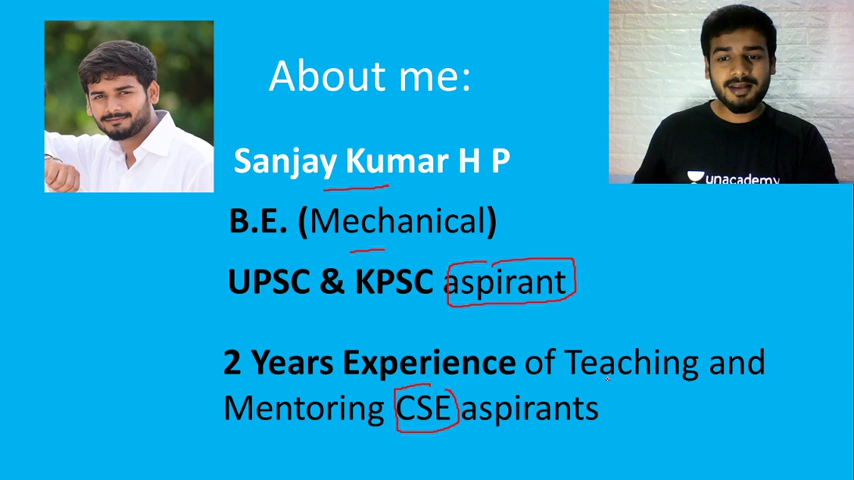 About me:
Sanjay Kumar H P
unacademy
B.E. (Mechanical)
UPSC & KPSC aspirant
2 Years Experience of Teaching and
Mentoring CSE aspirants